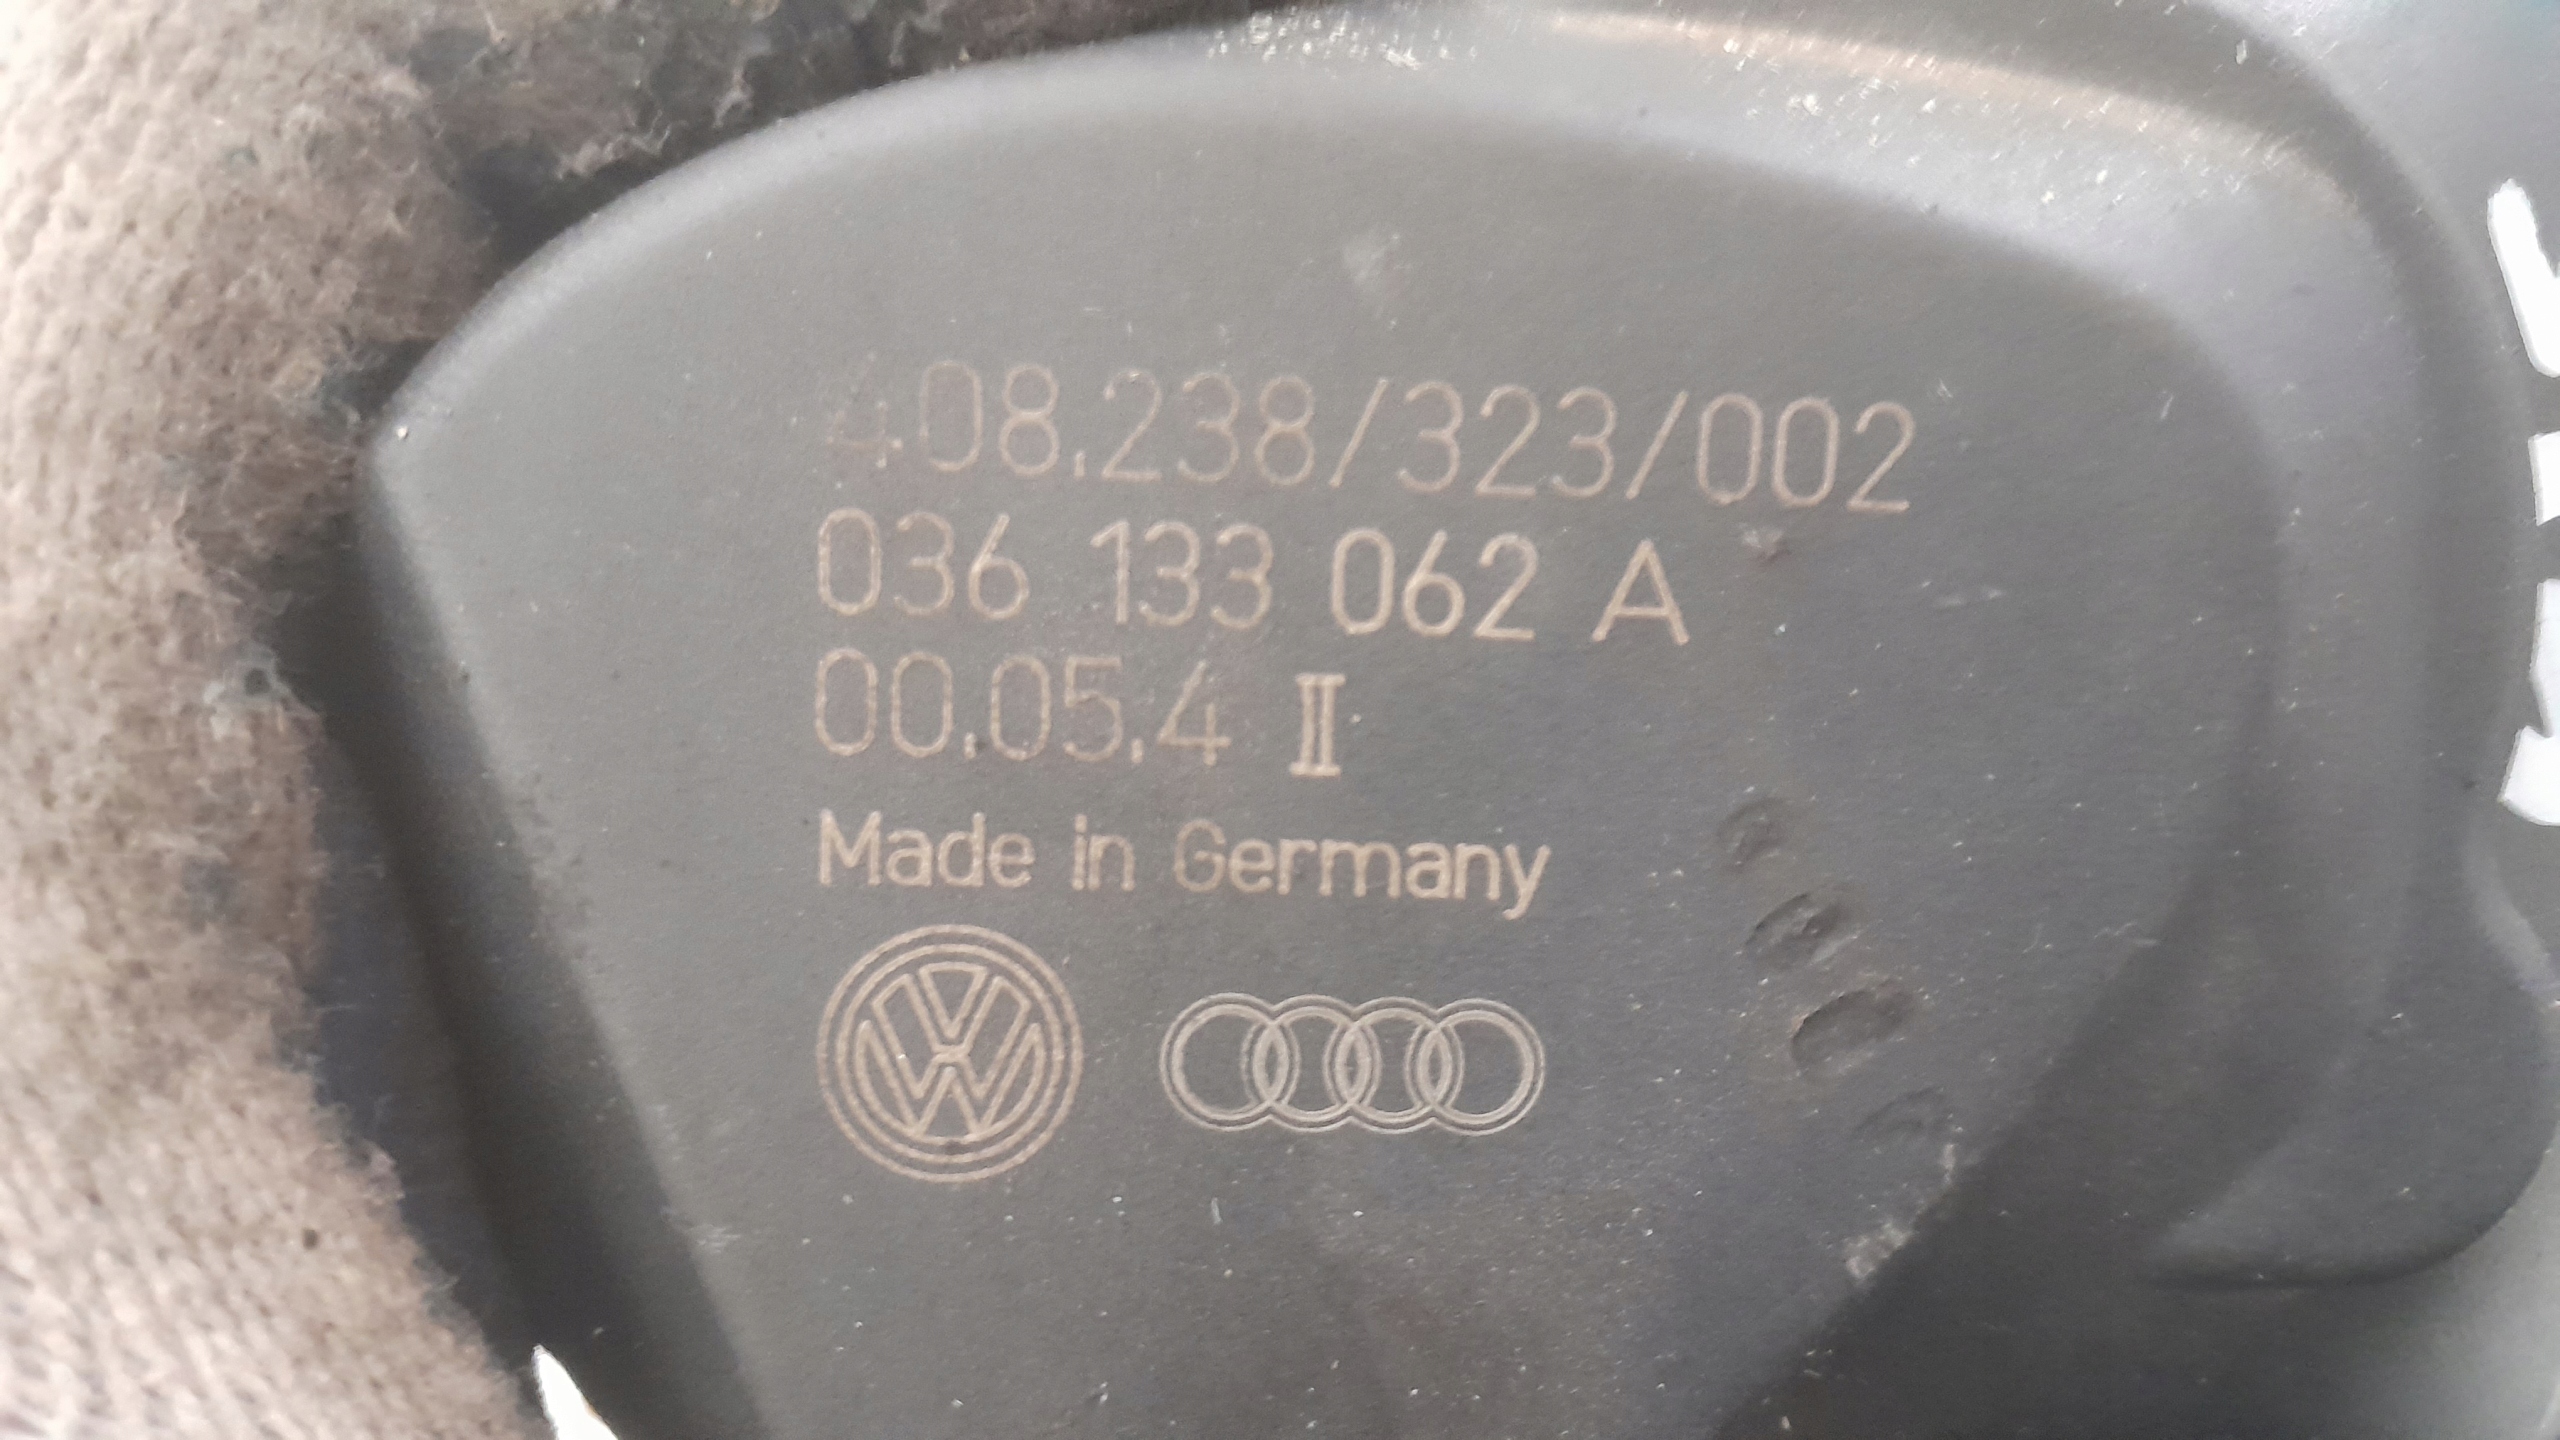 408.238/323/002
036 133 062 A
00.05.4 II
Made in Germany